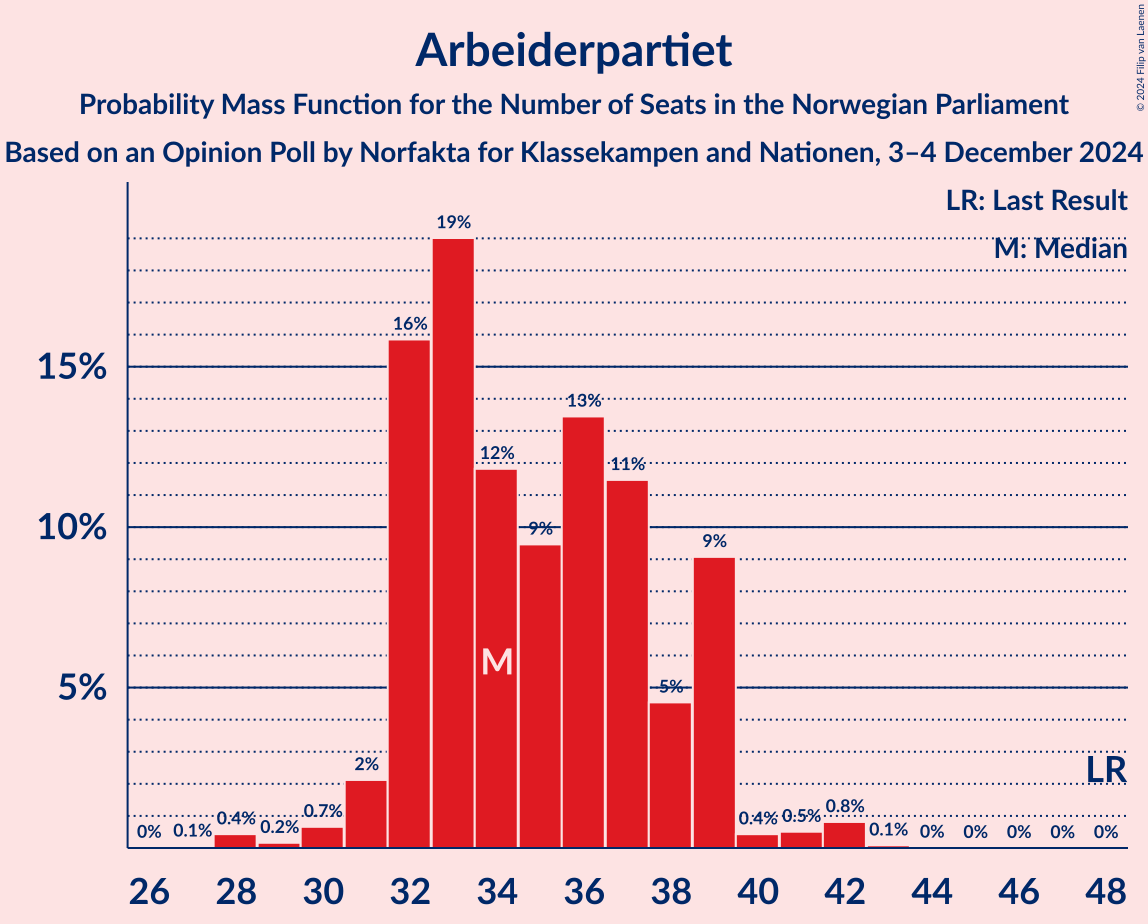 Arbeiderpartiet
Probability Mass Function for the Number of Seats in the Norwegian Parliament
Based on an Opinion Poll by Norfakta for Klassekampen and Nationen, 3–4 December 2024
© 2024 Filip van Laenen
LR: Last Result
M: Median
15%
10%
5%
0%
0.1%
0.4%
0.2%
0.7%
2%
16%
19%
12%
9%
13%
11%
5%
9%
0.4%
0.5%
0.8%
0.1%
0%
0%
0%
0%
0%
M
LR
26 28 30 32 34 36 38 40 42 44 46 48